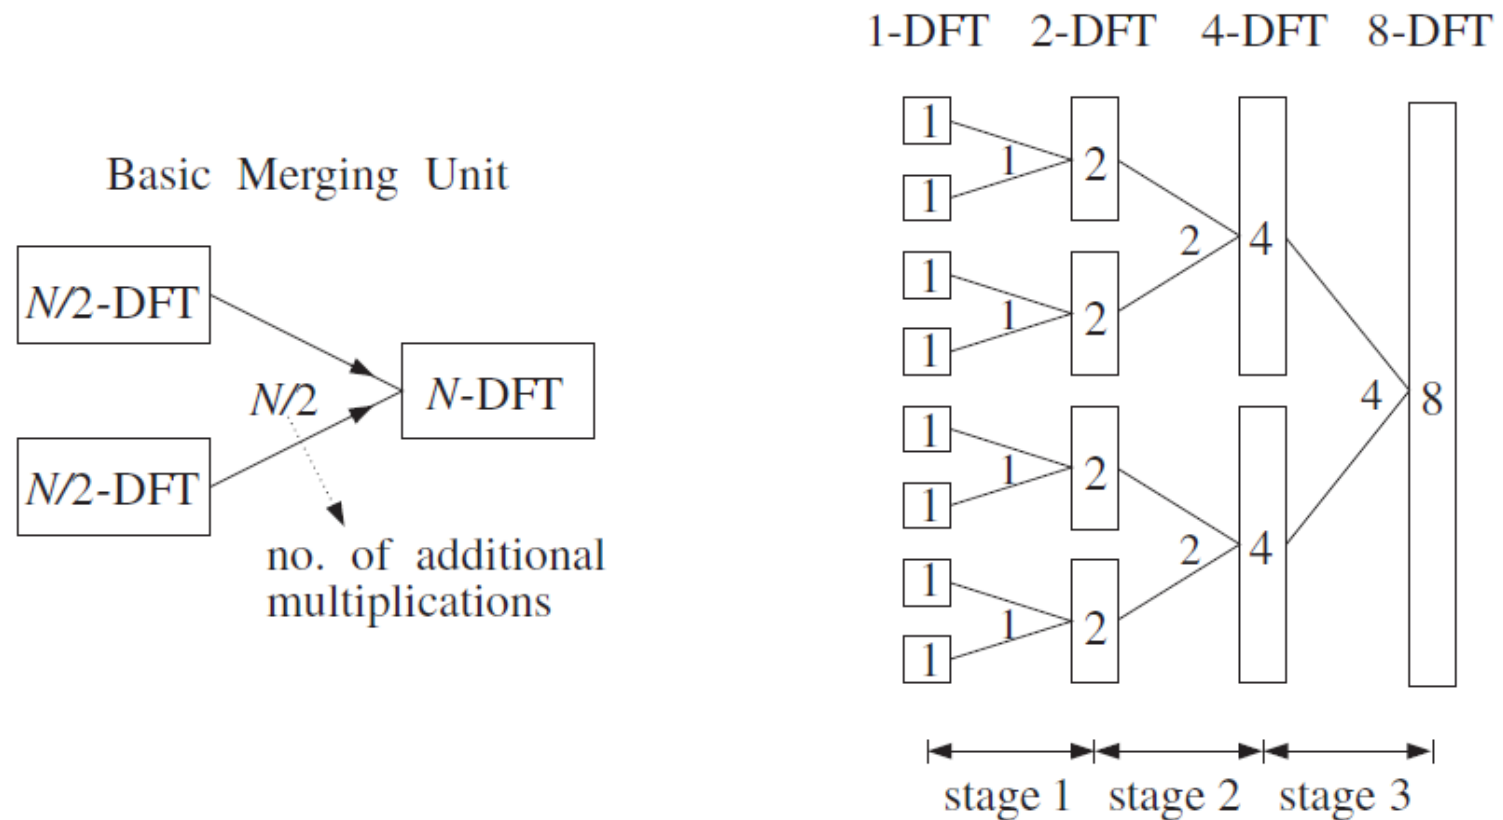 Basic Merging Unit
N/2-DFT
N/2
N-DFT
N/2-DFT
no. of additional
multiplications
1-DFT 2-DFT 4-DFT 8-DFT
1
1
1
1
1
1
1
1
1
1
1
1
2
2
2
2
2
2
4
4
4
8
stage 1 stage 2 stage 3